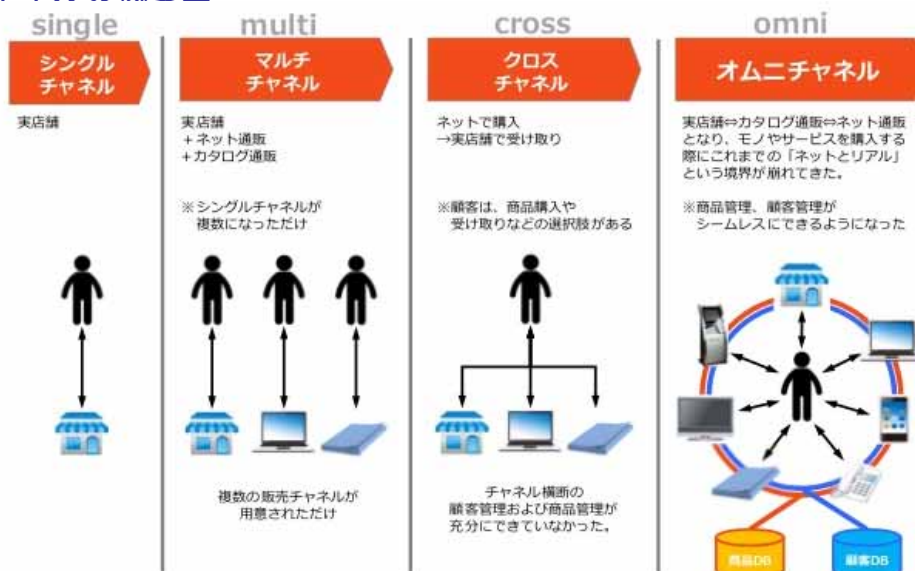 single
シングル
チャネル
実店舗
multi
マルチ
チャネル
実店舗
＋ネット通販
＋カタログ通販
※シングルチャネルが
複数になっただけ
複数の販売チャネルが
用意されただけ
cross
クロス
チャネル
ネットで購入
→実店舗で受け取り
※顧客は、商品購入や
受け取りなどの選択肢がある
チャネル横断の
顧客管理および商品管理が
充分にできていなかった。
omni
オムニチャネル
実店舗⇔カタログ通販⇔ネット通販
となり、モノやサービスを購入する
際にこれまでの「ネットとリアル」
という境界が崩れてきた。
※商品管理、顧客管理が
シームレスにできるようになった
商品DB
顧客DB